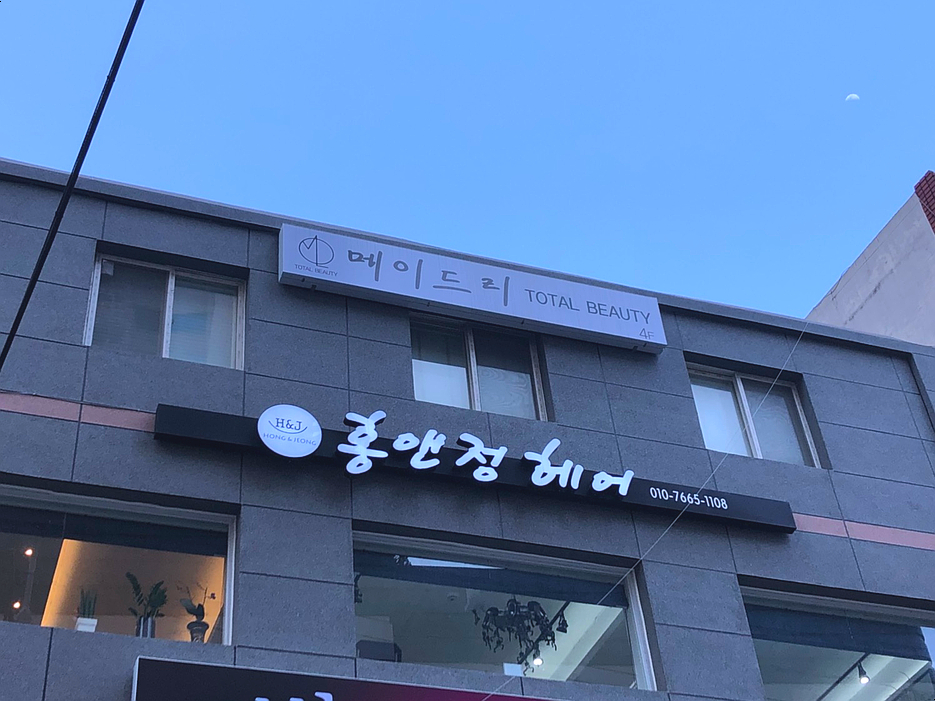 TOTAL BEAUTY
메이드리 TOTAL BEAUTY
4F
H&J
HONG & JEONG
홍앤정 헤어 010-7665-1108